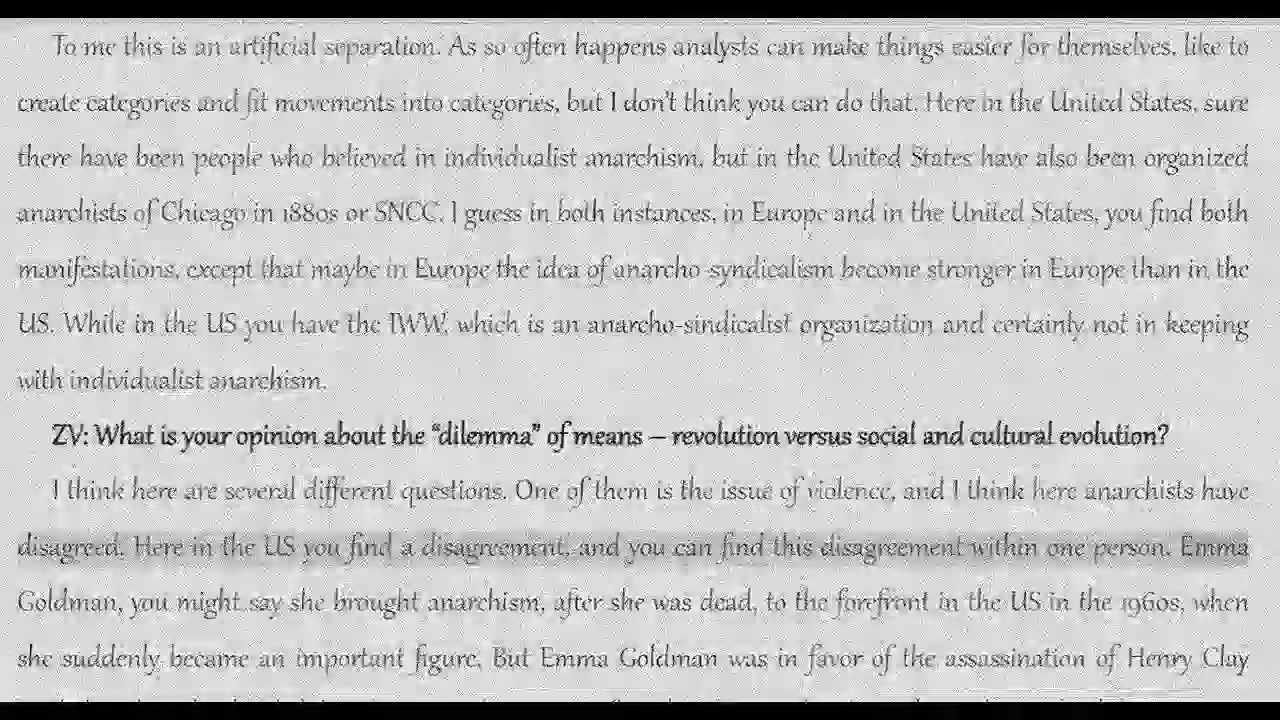 To me this is an artificial separation. As so often happens analysts can make things easier for themselves, like to
create categories and fit movements into categories, but I don't think you can do that. Here in the United States, sure
there have been people who believed in individualist anarchism, but in the United States have also been organized
anarchists of Chicago in 1880s or SNCC. I guess in both instances, in Europe and in the United States, you find both
manifestations, except that maybe in Europe the idea of anarcho-syndicalism become stronger in Europe than in the
US. While in the US you have the IWW, which is an anarcho-sindicalist organization and certainly not in keeping
with individualist anarchism.
ZV: What is your opinion about the “dilemma” of means – revolution versus social and cultural evolution?
I think here are several different questions. One of them is the issue of violence, and I think here anarchists have
disagreed. Here in the US you find a disagreement, and you can find this disagreement within one person. Emma
Goldman, you might say she brought anarchism, after she was dead, to the forefront in the US in the 1960s, when
she suddenly became an important figure. But Emma Goldman was in favor of the assassination of Henry Clay